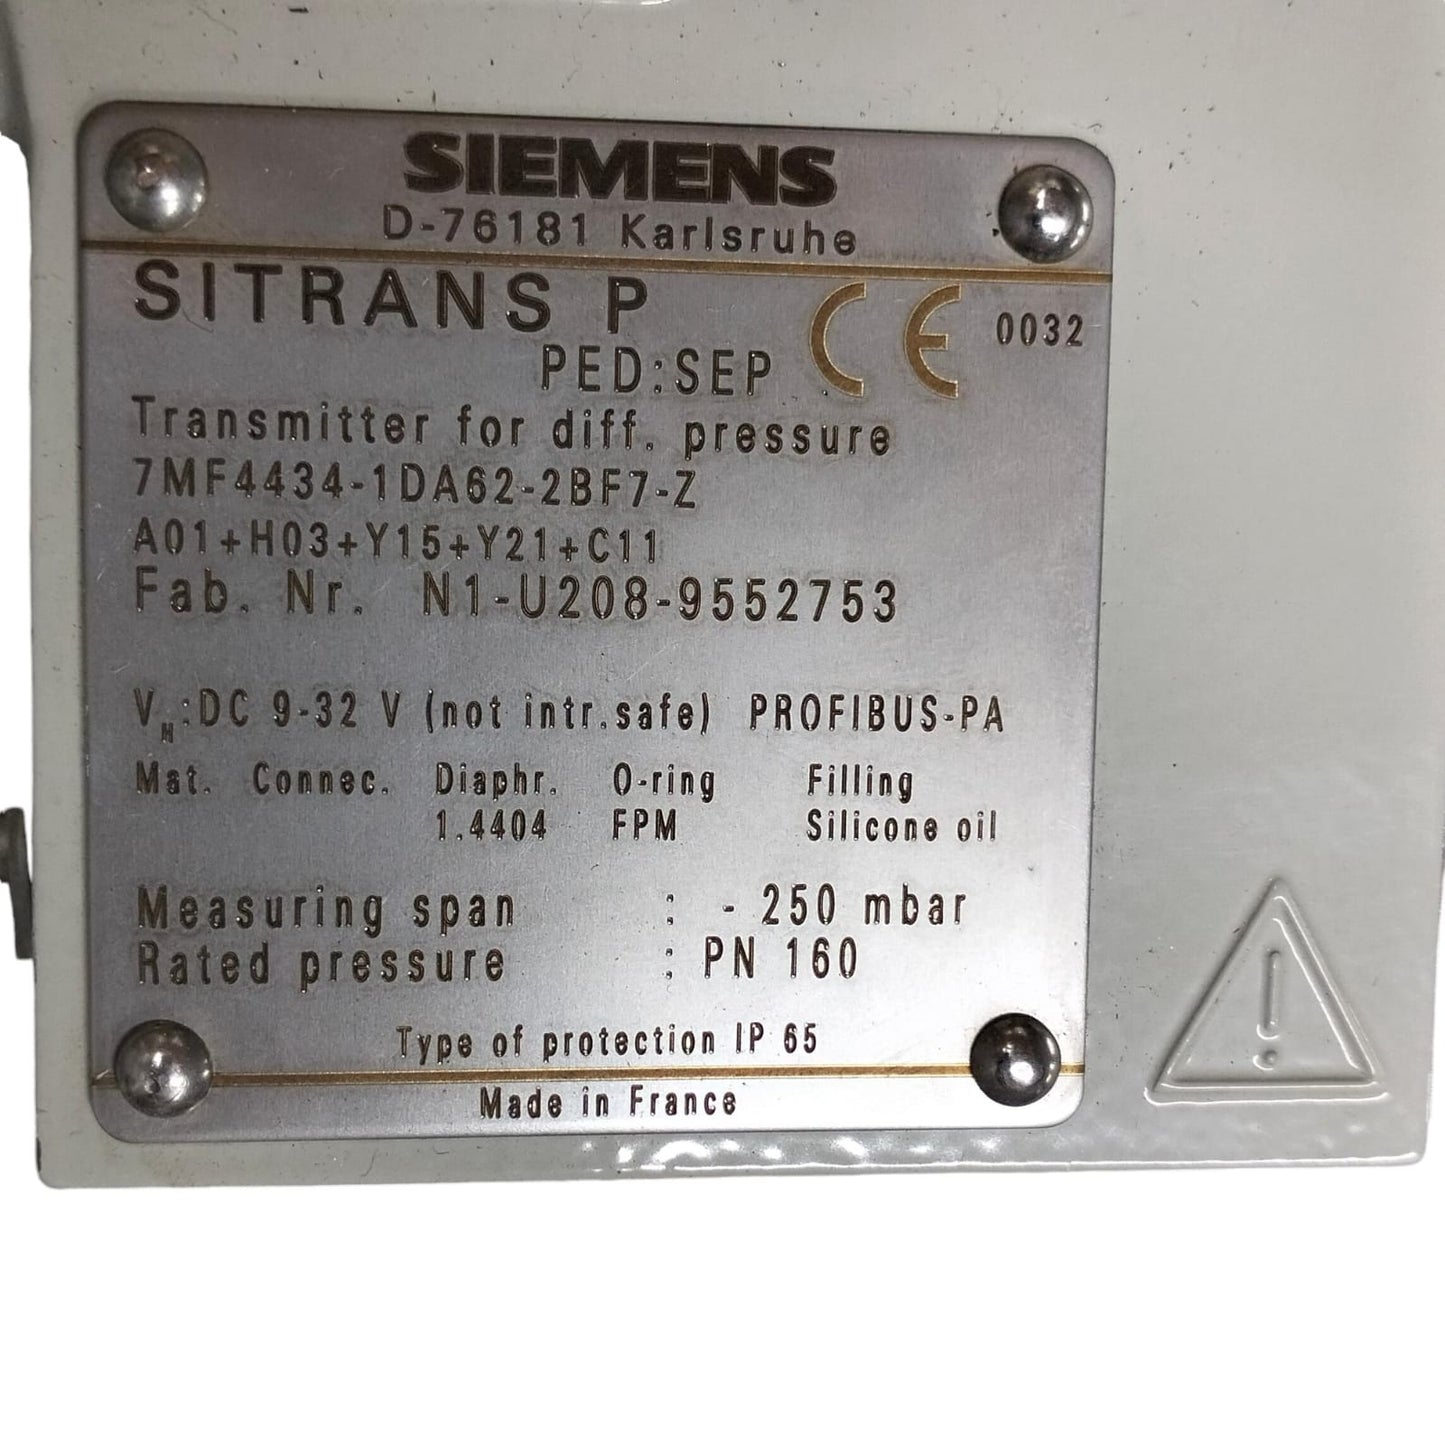 SIEMENS
D-76181 Karlsruhe
SITRANS P
PED:SEP CE 0032
Transmitter for diff. pressure
7MF4434-1DA62-2BF7-Z
A01+H03+Y15+Y21+C11
Fab. Nr. N1-U208-9552753
VH:DC 9-32 V (not intr.safe) PROFIBUS-PA
Mat. Connec. Diaphr. O-ring Filling
1.4404 FPM Silicone oil
Measuring span : - 250 mbar
Rated pressure : PN 160
Type of protection IP 65
Made in France
!